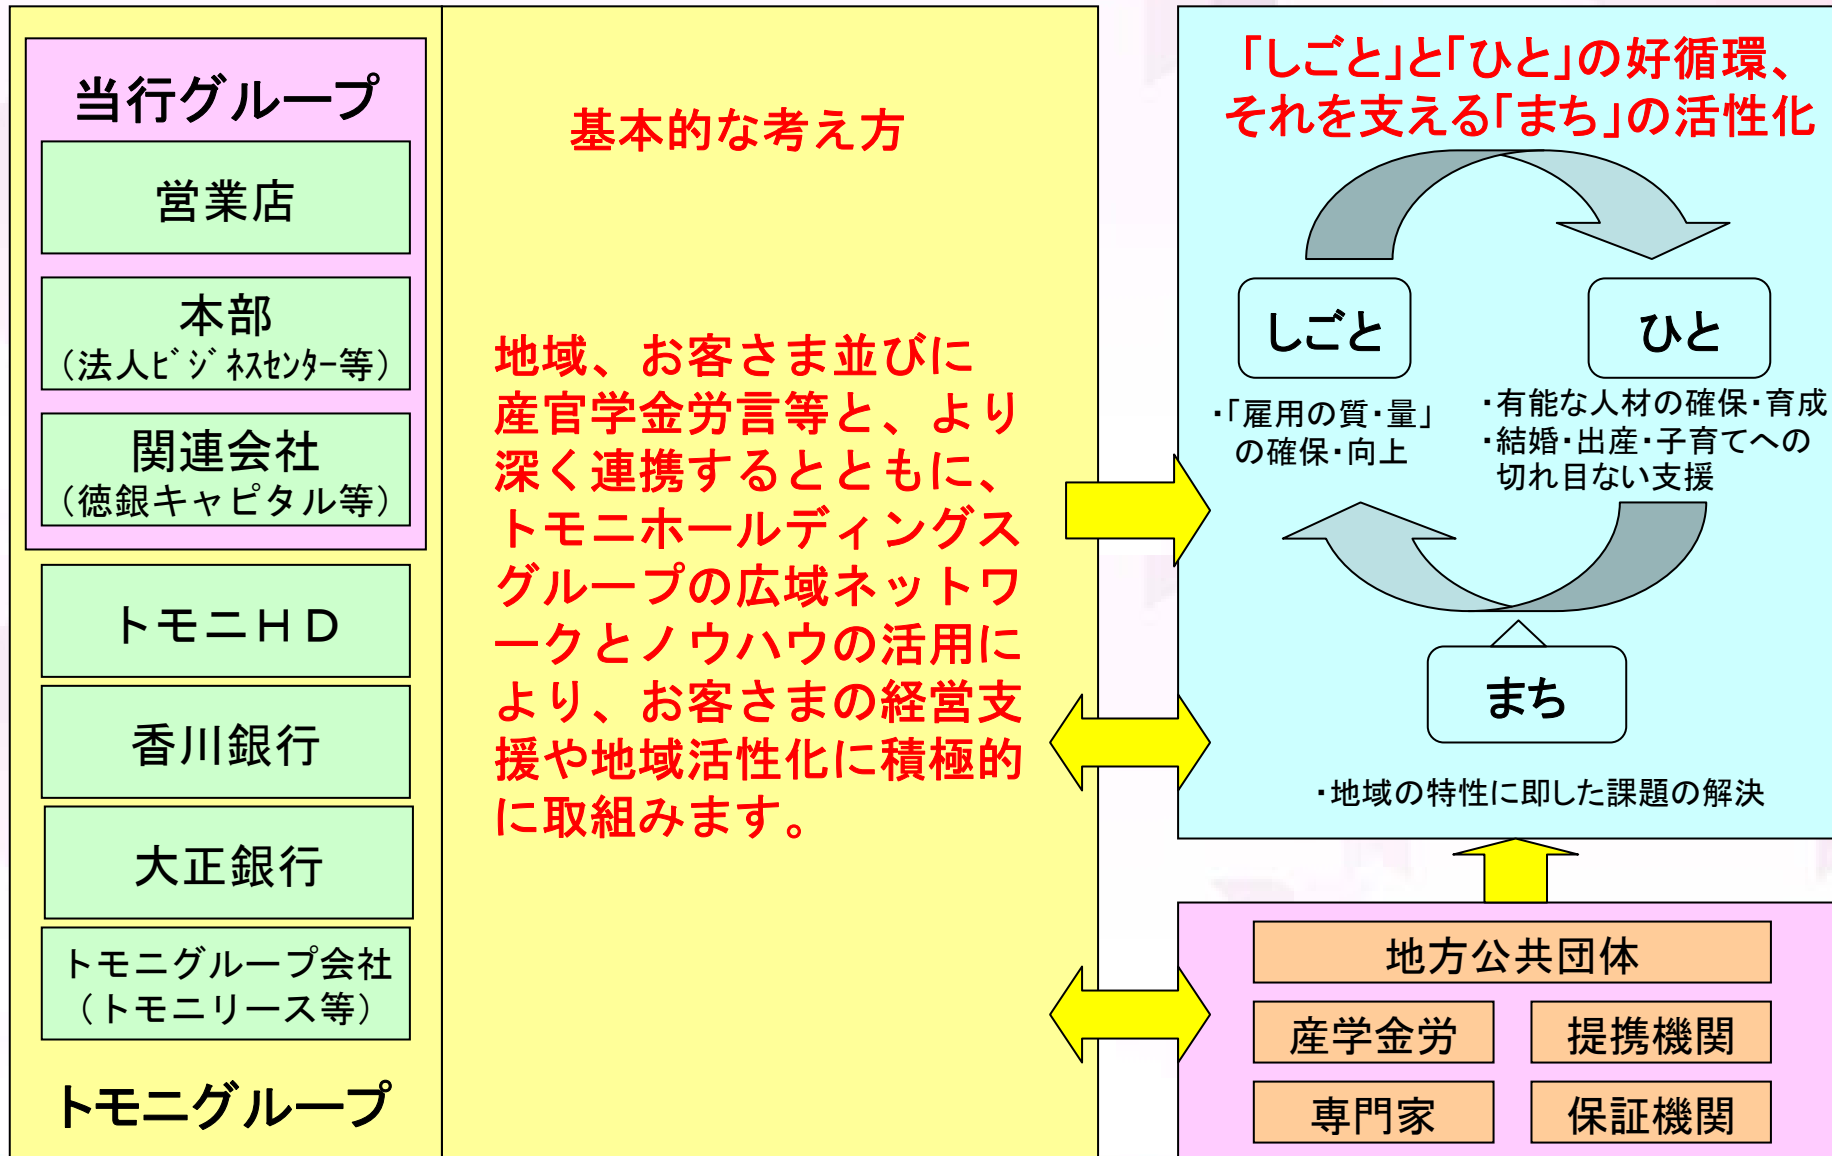 当行グループ
営業店
本部
（法人ﾋﾞｼﾞﾈｽｾﾝﾀｰ等）
関連会社
（徳銀キャピタル等）
トモニＨＤ
香川銀行
大正銀行
トモニグループ会社
（トモニリース等）
トモニグループ
基本的な考え方
地域、お客さま並びに
産官学金労言等と、より
深く連携するとともに、
トモニホールディングス
グループの広域ネットワ
ークとノウハウの活用に
より、お客さまの経営支
援や地域活性化に積極的
に取組みます。
「しごと」と「ひと」の好循環、
それを支える「まち」の活性化
しごと
ひと
・「雇用の質・量」
の確保・向上
・有能な人材の確保・育成
・結婚・出産・子育てへの
切れ目ない支援
まち
・地域の特性に即した課題の解決
地方公共団体
産学金労
提携機関
専門家
保証機関